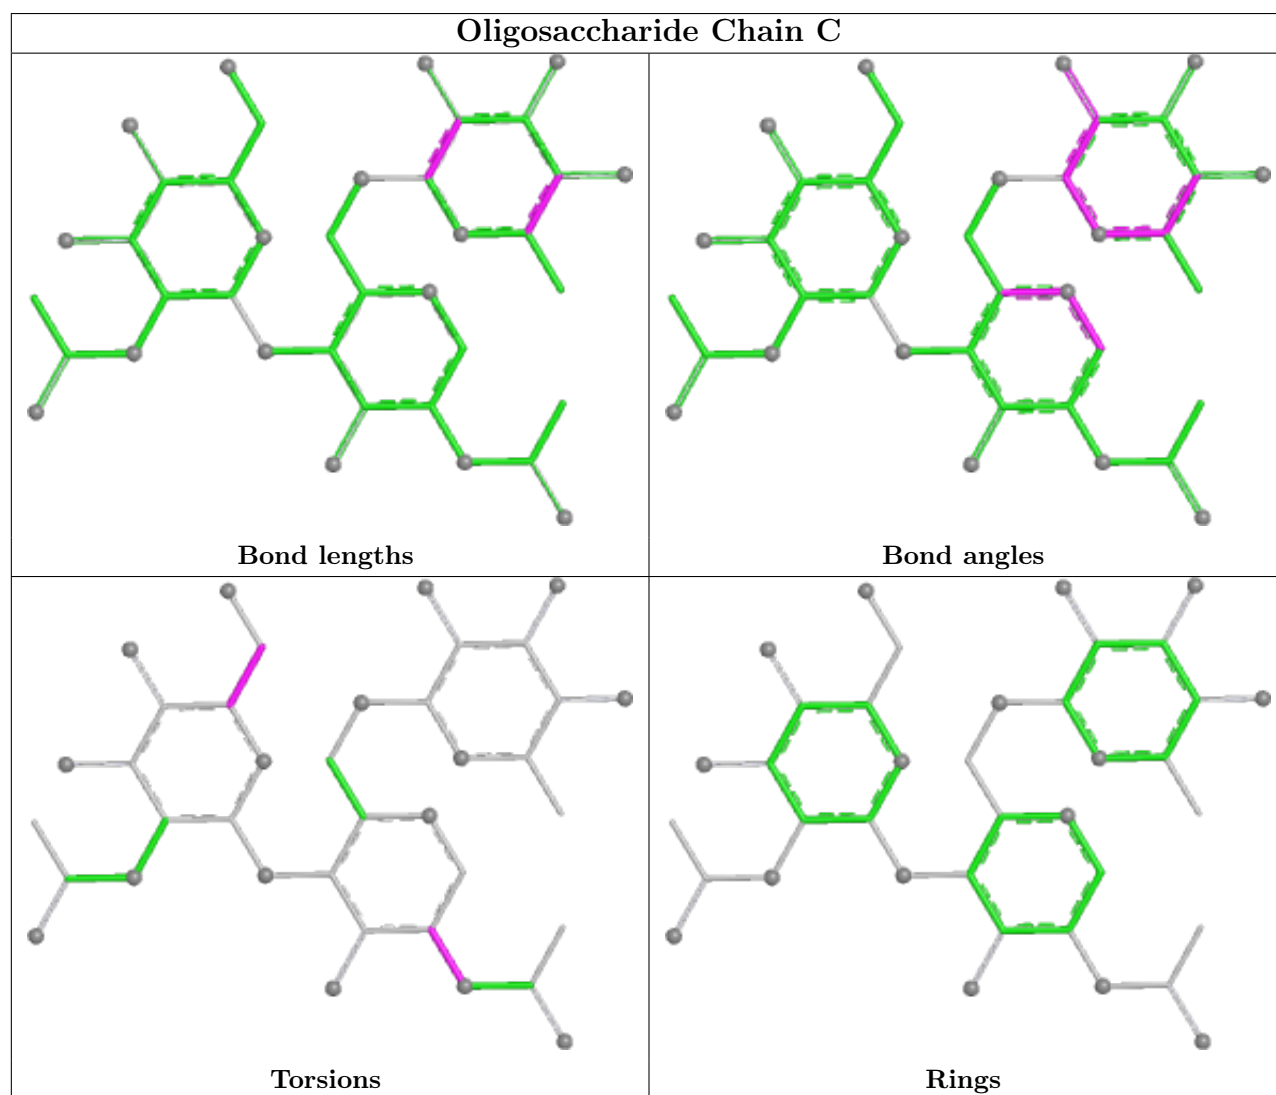 Oligosaccharide Chain C
Bond lengths
Bond angles
Torsions
Rings